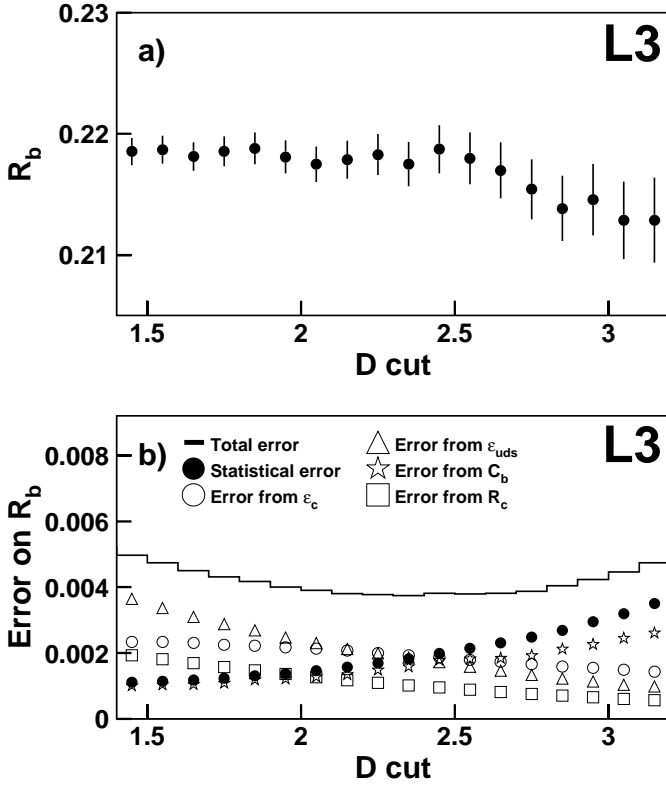 0.23
a)
L3
0.22
R_b
0.21
1.5 2 2.5 3
D cut
b)
L3
0.008
Total error
Error from ε_uds
Statistical error
Error from C_b
Error from ε_c
Error from R_c
0.006
Error on R_b
0.004
0.002
0
1.5 2 2.5 3
D cut